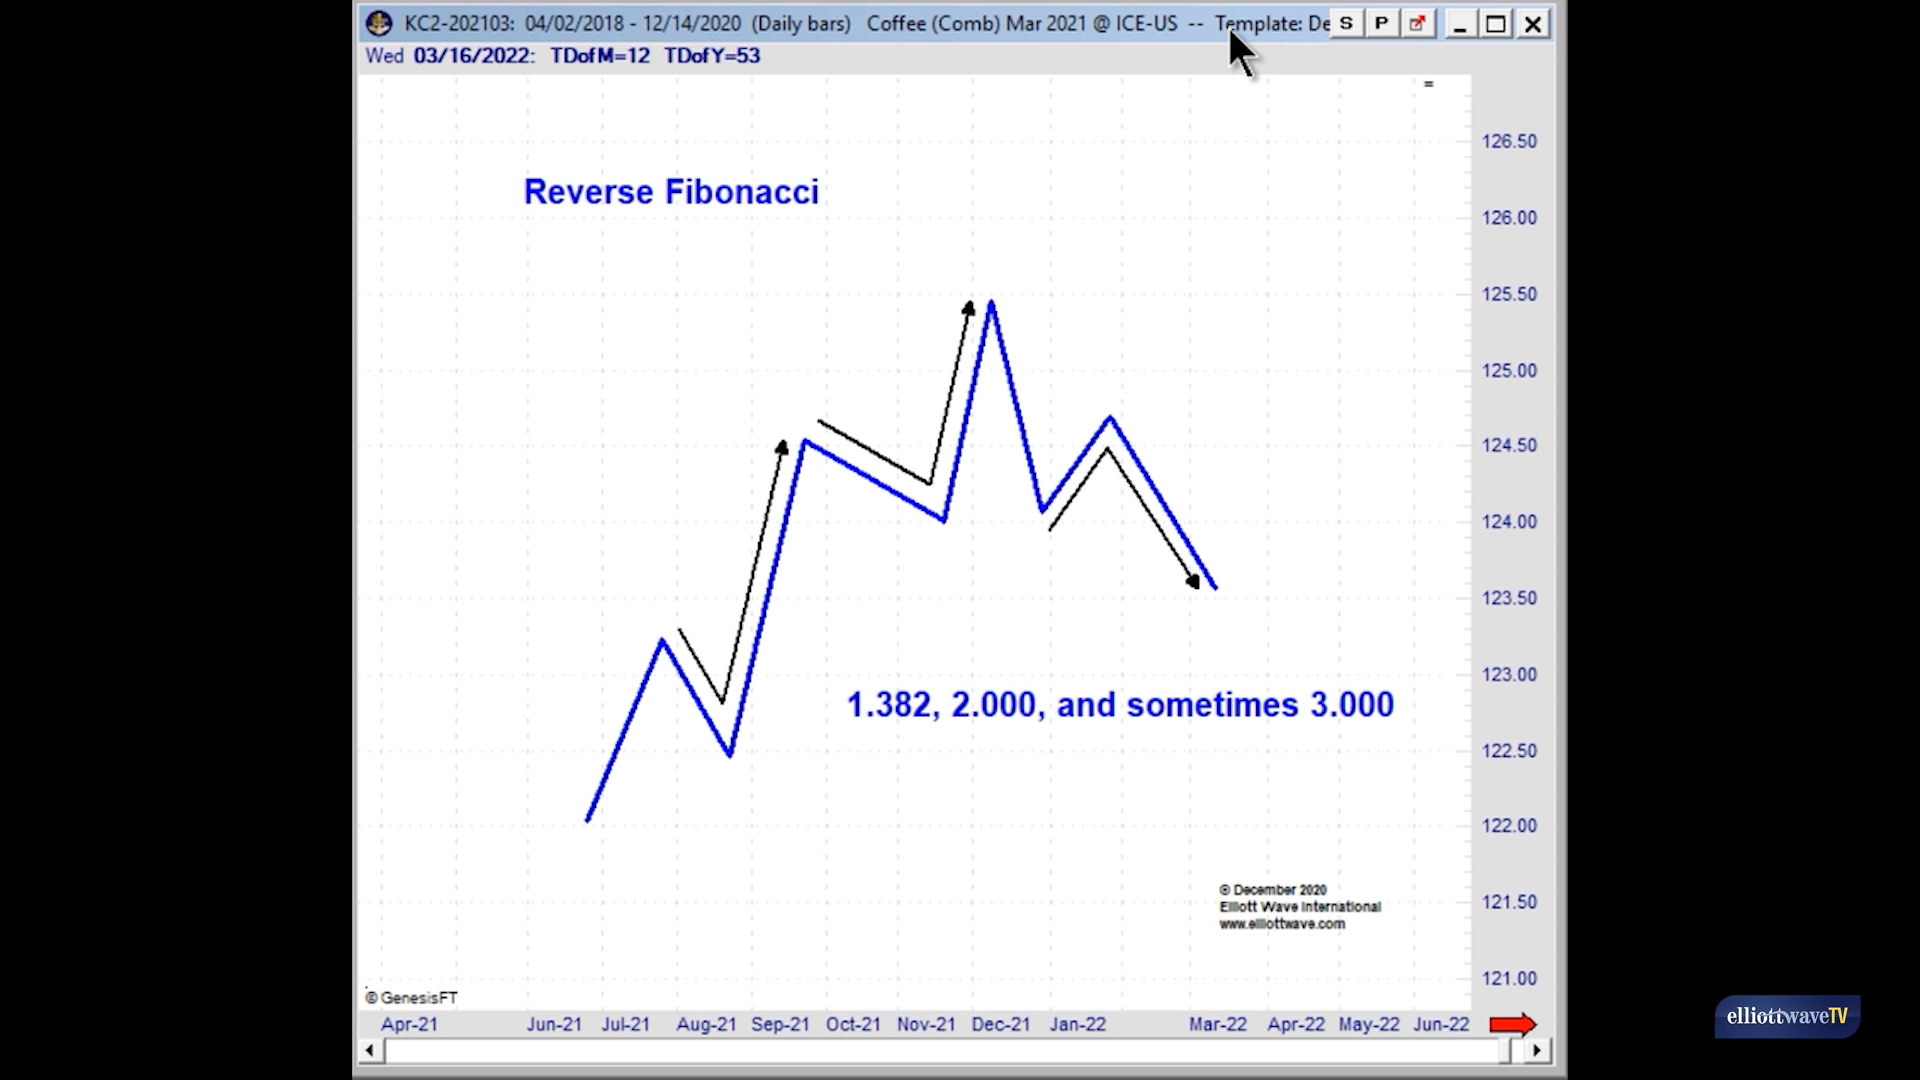 KC2-202103: 04/02/2018 - 12/14/2020 (Daily bars) Coffee (Comb) Mar 2021 @ ICE-US -- Template: De S P
Wed 03/16/2022: TDofM=12 TDofY=53
=
126.50
Reverse Fibonacci
126.00
125.50
125.00
124.50
124.00
123.50
123.00
1.382, 2.000, and sometimes 3.000
122.50
122.00
© December 2020
Elliott Wave International
www.elliottwave.com
121.50
121.00
© GenesisFT
Apr-21 Jun-21 Jul-21 Aug-21 Sep-21 Oct-21 Nov-21 Dec-21 Jan-22 Mar-22 Apr-22 May-22 Jun-22
elliottwaveTV